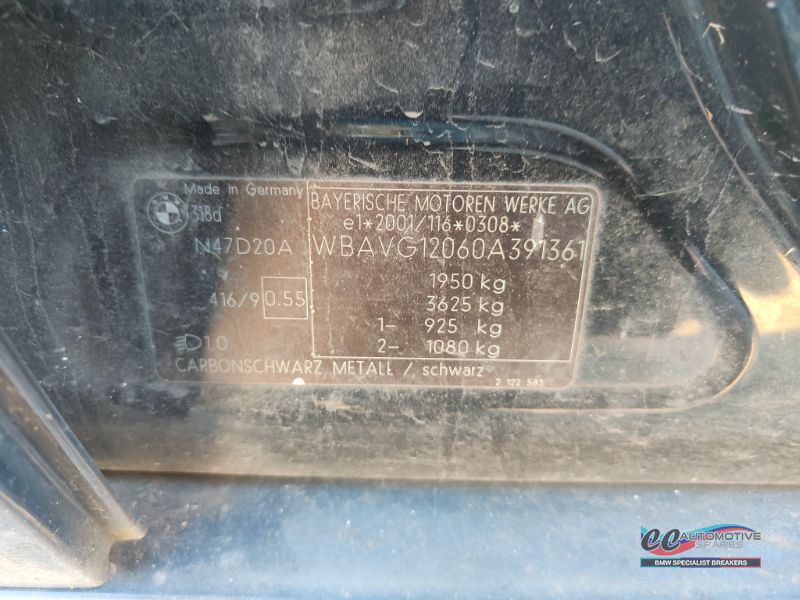 Made in Germany
BAYERISCHE MOTOREN WERKE AG
318d
e1*2001/116*0308*
N47D20A
WBAVG12060A391361
1950 kg
416/9 0.55
3625 kg
1- 925 kg
1.0
2- 1080 kg
CARBONSCHWARZ METALL / schwarz
2 122 583
CC AUTOMOTIVE
SPARES
BMW SPECIALIST BREAKERS